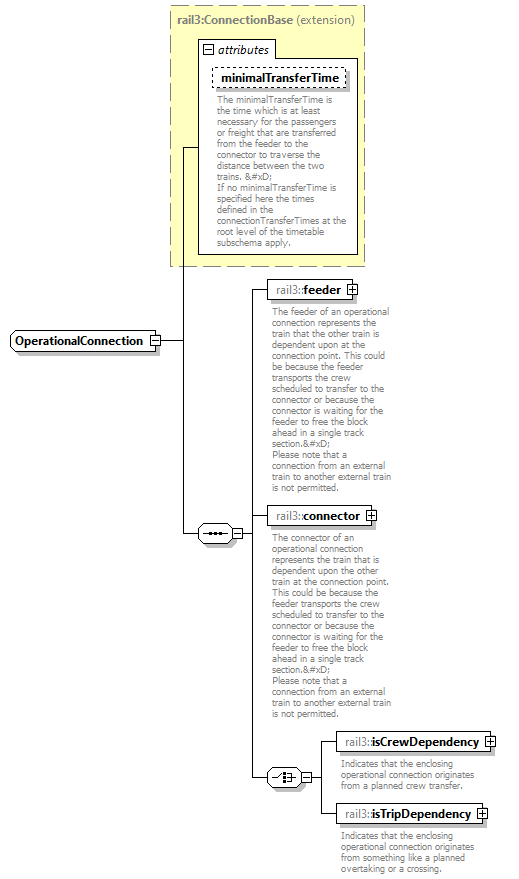 rail3:ConnectionBase (extension)
attributes
minimalTransferTime
The minimalTransferTime is
the time which is at least
necessary for the passengers
or freight that are transferred
from the feeder to the
connector to traverse the
distance between the two
trains. &#xD;
If no minimalTransferTime is
specified here the times
defined in the
connectionTransferTimes at the
root level of the timetable
subschema apply.
rail3::feeder
The feeder of an operational
connection represents the
train that the other train is
dependent upon at the
connection point. This could
be because the feeder
transports the crew
scheduled to transfer to the
connector or because the
connector is waiting for the
feeder to free the block
ahead in a single track
section.&#xD;
Please note that a
connection from an external
train to another external train
is not permitted.
OperationalConnection
rail3::connector
The connector of an
operational connection
represents the train that is
dependent upon the other
train at the connection point.
This could be because the
feeder transports the crew
scheduled to transfer to the
connector or because the
connector is waiting for the
feeder to free the block
ahead in a single track
section.&#xD;
Please note that a
connection from an external
train to another external train
is not permitted.
rail3::isCrewDependency
Indicates that the enclosing
operational connection originates
from a planned crew transfer.
rail3::isTripDependency
Indicates that the enclosing
operational connection originates
from something like a planned
overtaking or a crossing.